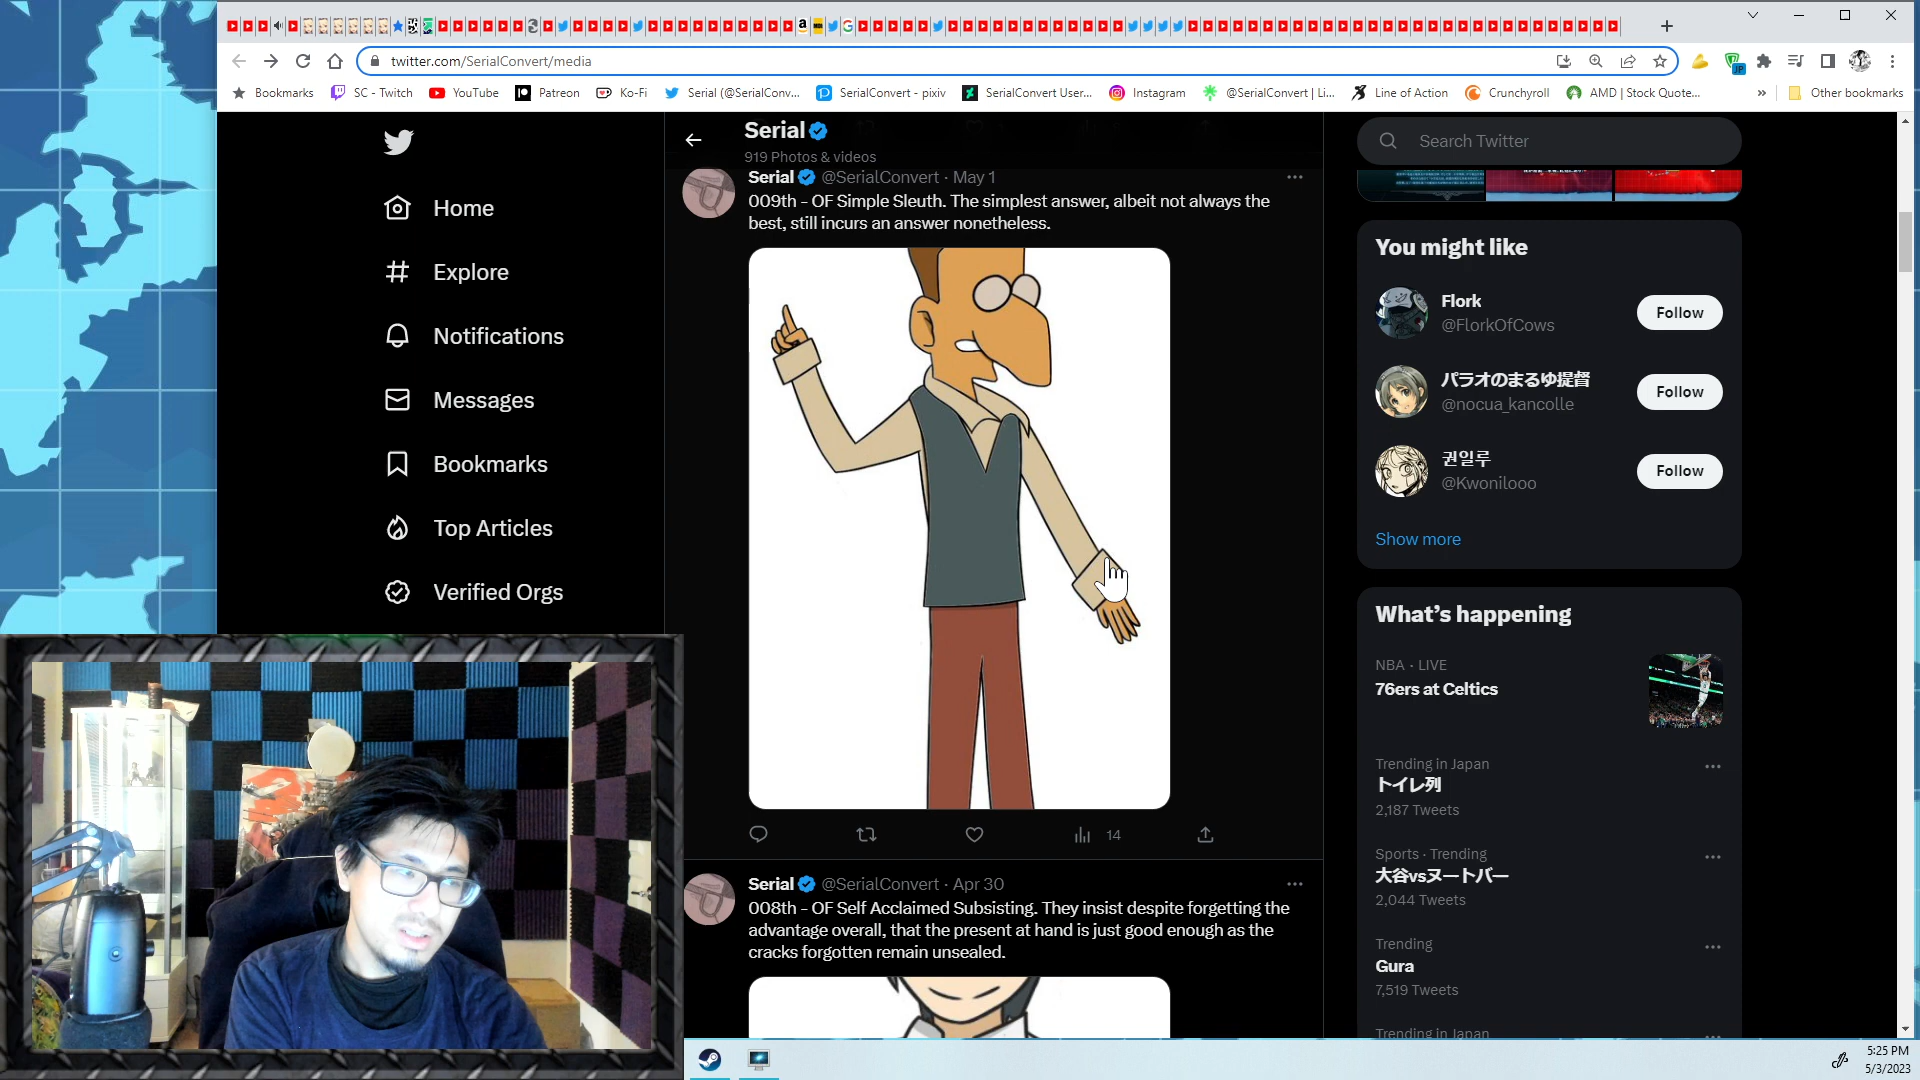 twitter.com/SerialConvert/media
Bookmarks
SC - Twitch
YouTube
Patreon
Ko-Fi
Serial (@SerialConv...
SerialConvert - pixiv
SerialConvert User...
Instagram
@SerialConvert | Li...
Line of Action
Crunchyroll
AMD | Stock Quote...
»
Other bookmarks
Serial
919 Photos & videos
Home
Explore
Notifications
Messages
Bookmarks
Top Articles
Verified Orgs
Serial @SerialConvert · May 1
009th - OF Simple Sleuth. The simplest answer, albeit not always the
best, still incurs an answer nonetheless.
14
Serial @SerialConvert · Apr 30
008th - OF Self Acclaimed Subsisting. They insist despite forgetting the
advantage overall, that the present at hand is just good enough as the
cracks forgotten remain unsealed.
Search Twitter
You might like
Flork
@FlorkOfCows
Follow
パラオのまるゆ提督
@nocua_kancolle
Follow
권일루
@Kwonilooo
Follow
Show more
What's happening
NBA · LIVE
76ers at Celtics
Trending in Japan
トイレ列
2,187 Tweets
Sports · Trending
大谷vsヌートバー
2,044 Tweets
Trending
Gura
7,519 Tweets
Trending in Japan
5:25 PM
5/3/2023